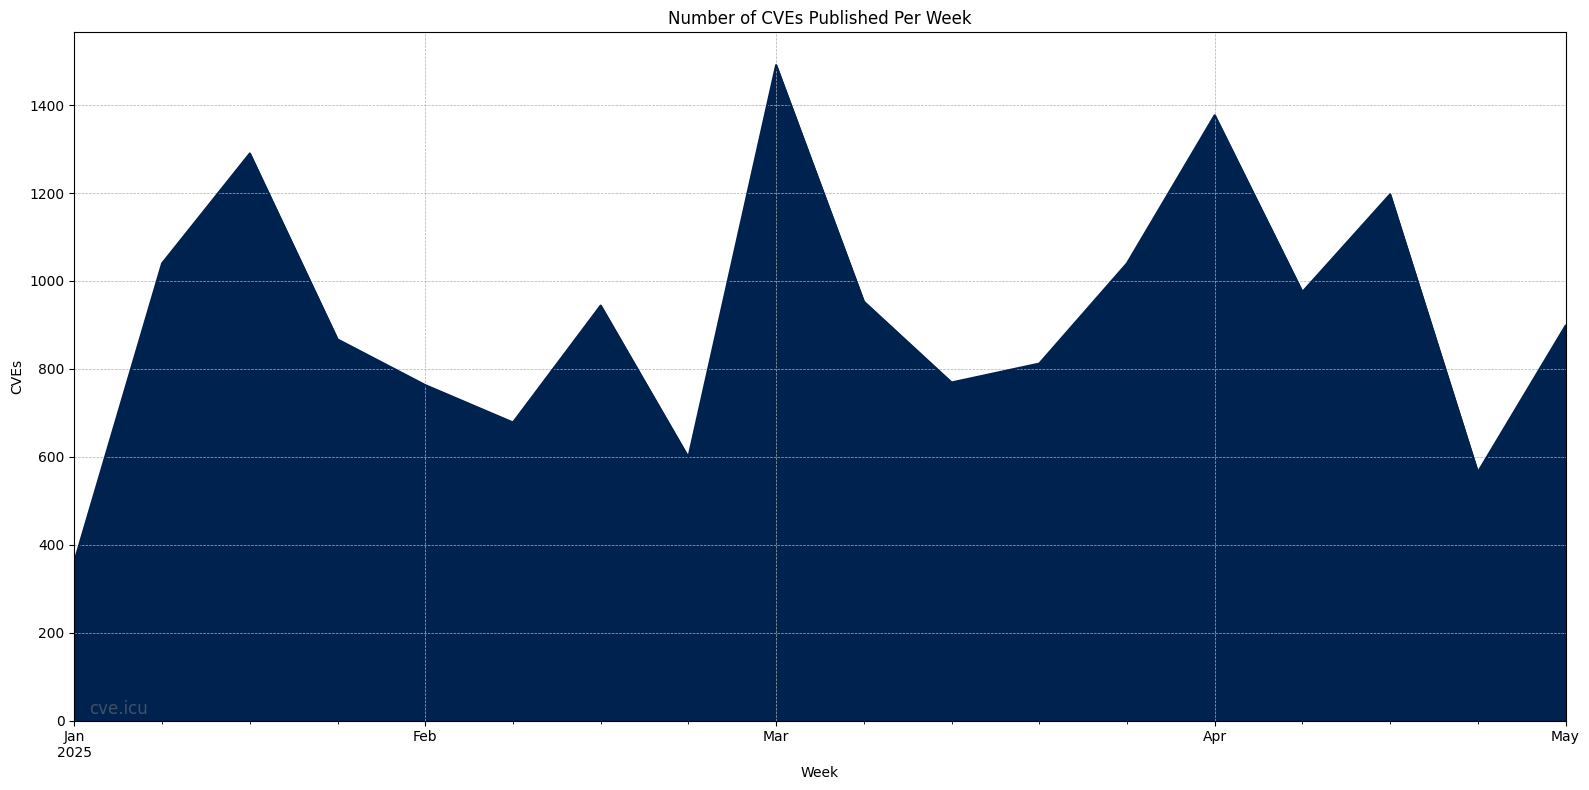 Number of CVEs Published Per Week
CVEs
1400
1200
1000
800
600
400
200
0
cve.icu
Jan
2025
Feb
Mar
Apr
May
Week